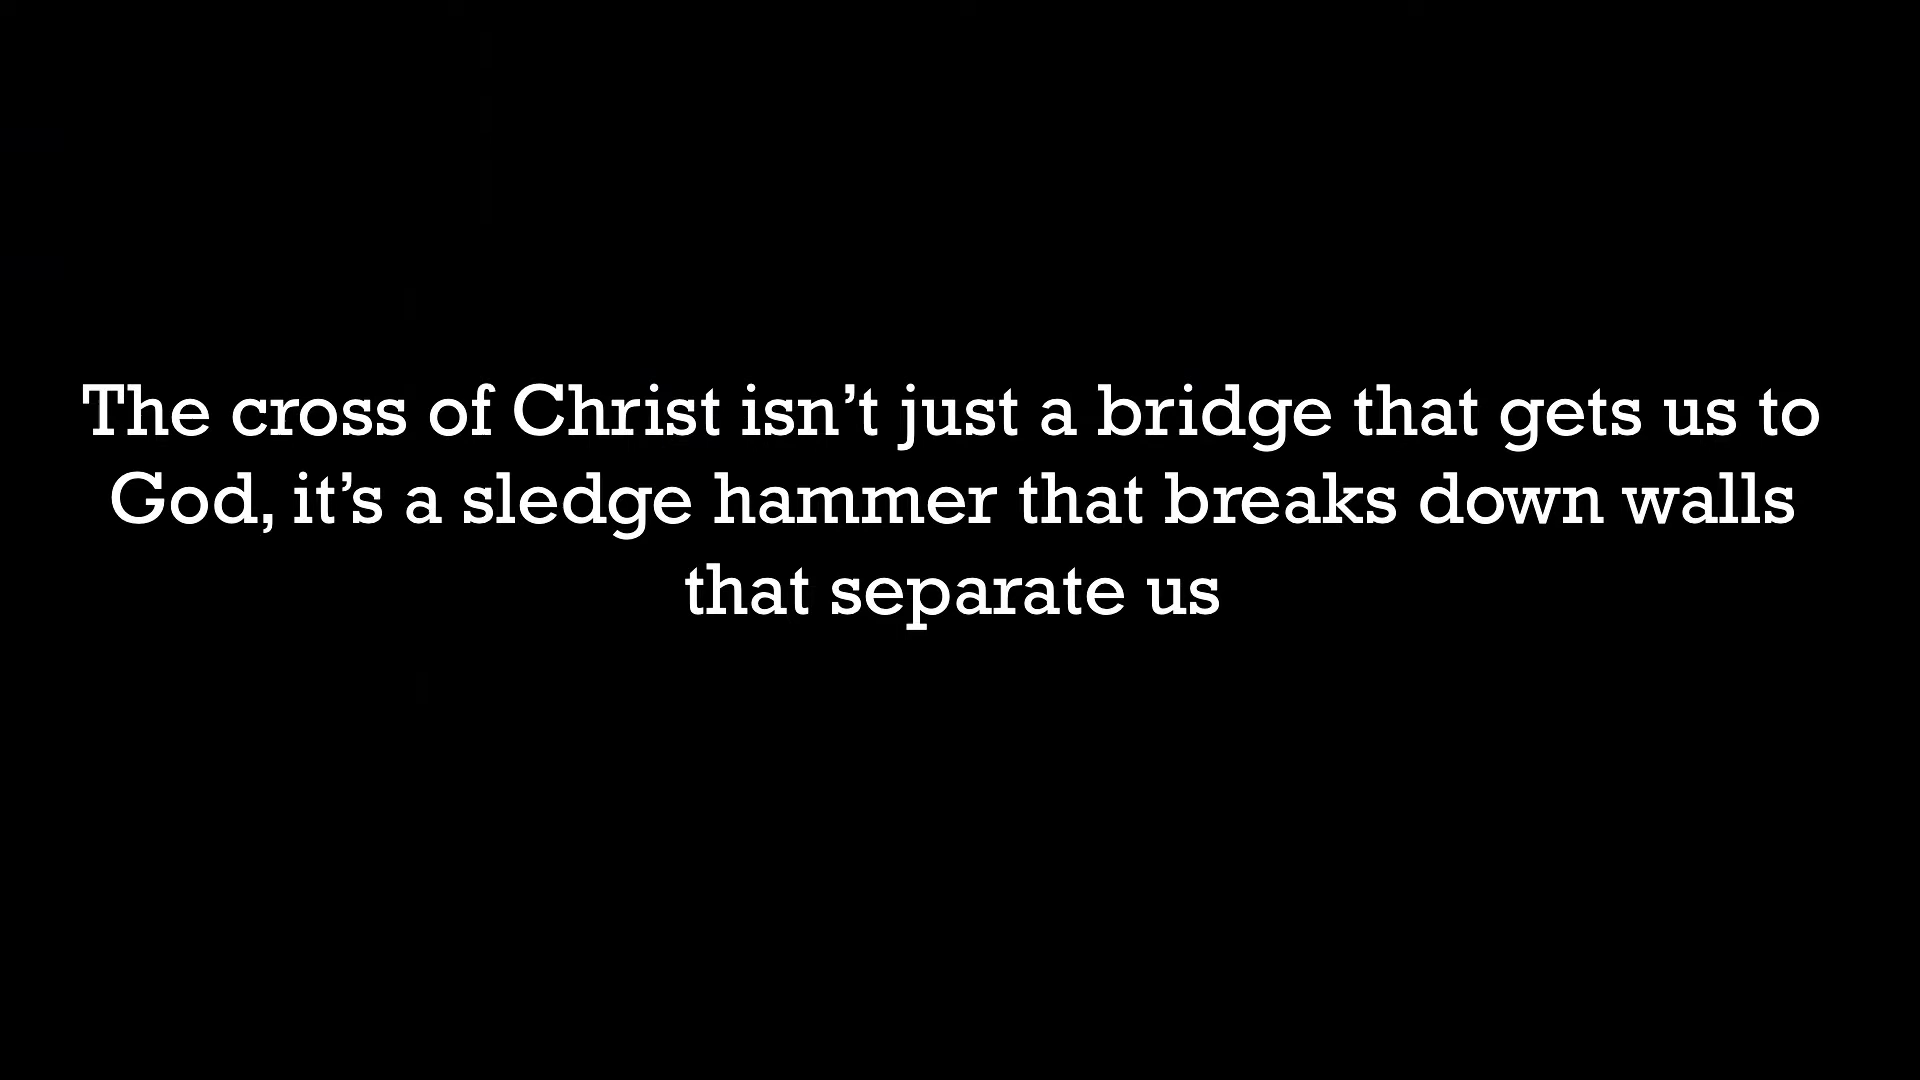 The cross of Christ isn’t just a bridge that gets us to
God, it’s a sledge hammer that breaks down walls
that separate us